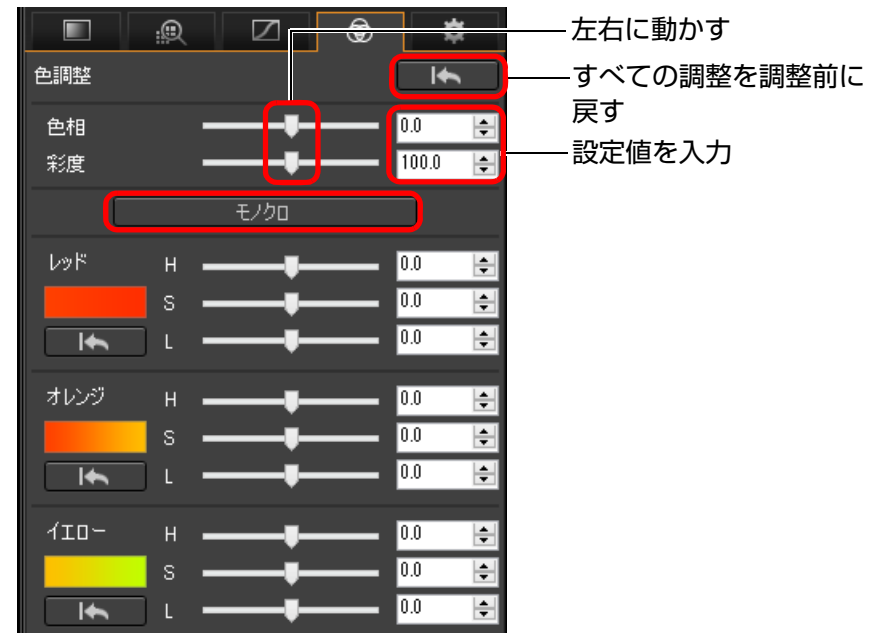 左右に動かす
色調整
すべての調整を調整前に
戻す
色相 0.0
設定値を入力
彩度 100.0
モノクロ
レッド H 0.0
S 0.0
L 0.0
オレンジ H 0.0
S 0.0
L 0.0
イエロー H 0.0
S 0.0
L 0.0